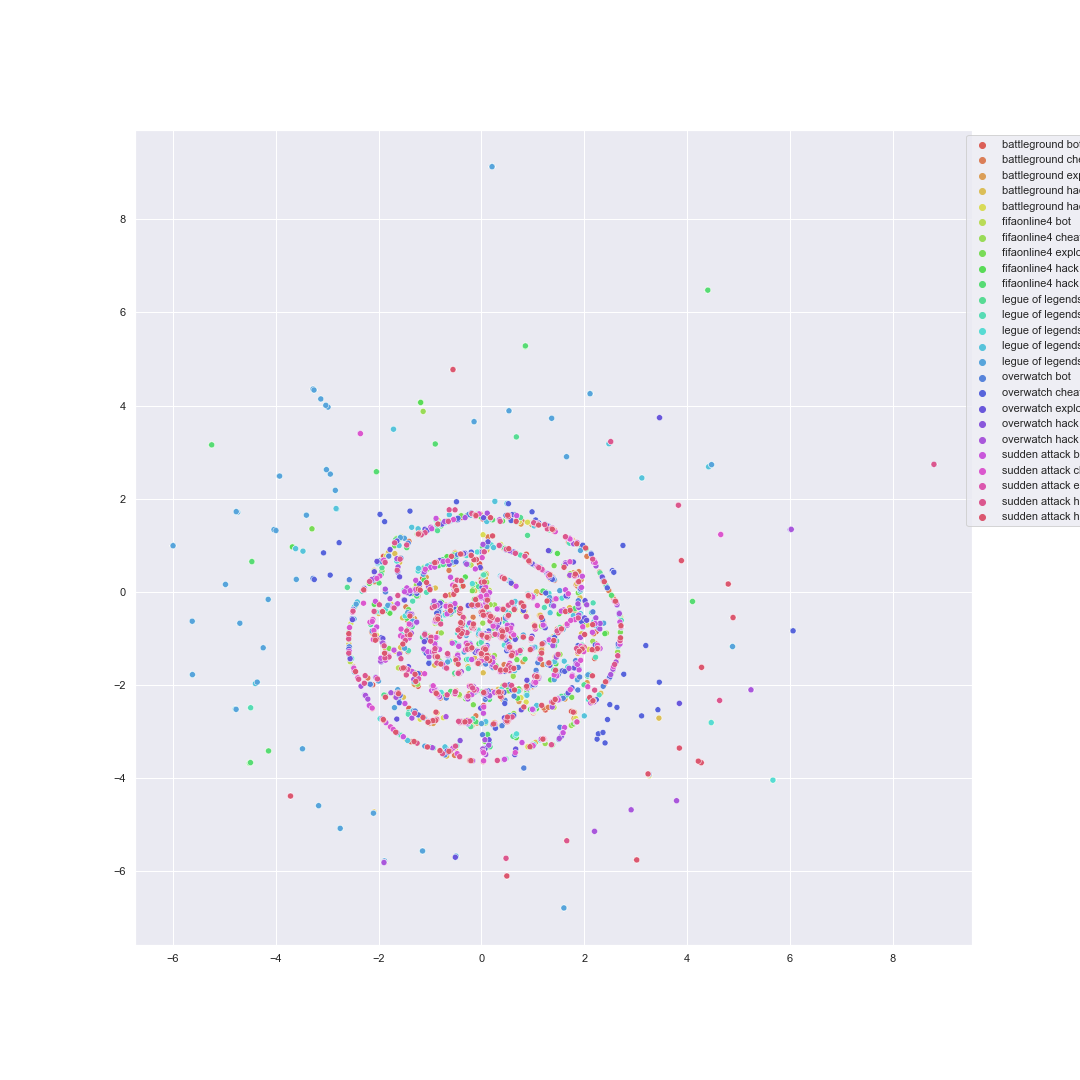 8
6
4
2
0
−2
−4
−6
−6
−4
−2
0
2
4
6
8
battleground bot
battleground che
battleground exp
battleground hac
battleground hac
fifaonline4 bot
fifaonline4 cheat
fifaonline4 explo
fifaonline4 hack
fifaonline4 hack
legue of legends
legue of legends
legue of legends
legue of legends
legue of legends
overwatch bot
overwatch cheat
overwatch explo
overwatch hack
overwatch hack
sudden attack b
sudden attack c
sudden attack e
sudden attack h
sudden attack h